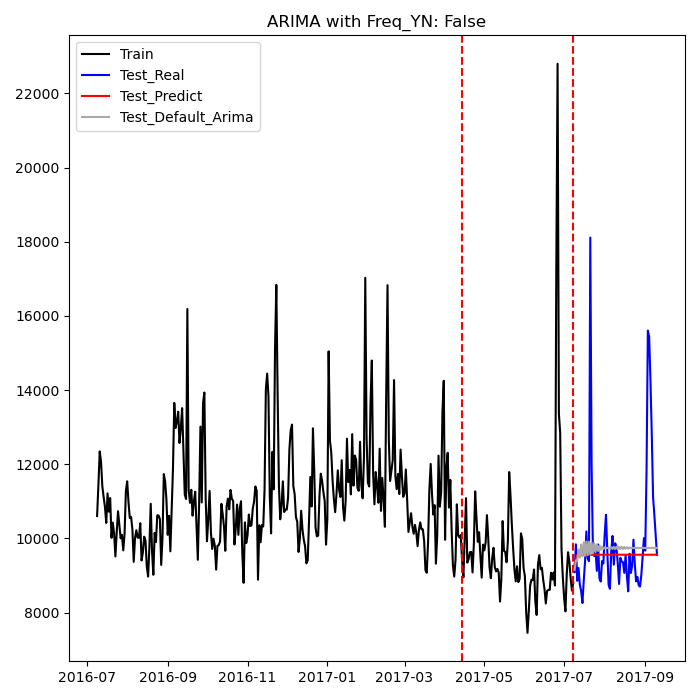 ARIMA with Freq_YN: False
Train
Test_Real
Test_Predict
Test_Default_Arima
22000
20000
18000
16000
14000
12000
10000
8000
2016-07 2016-09 2016-11 2017-01 2017-03 2017-05 2017-07 2017-09